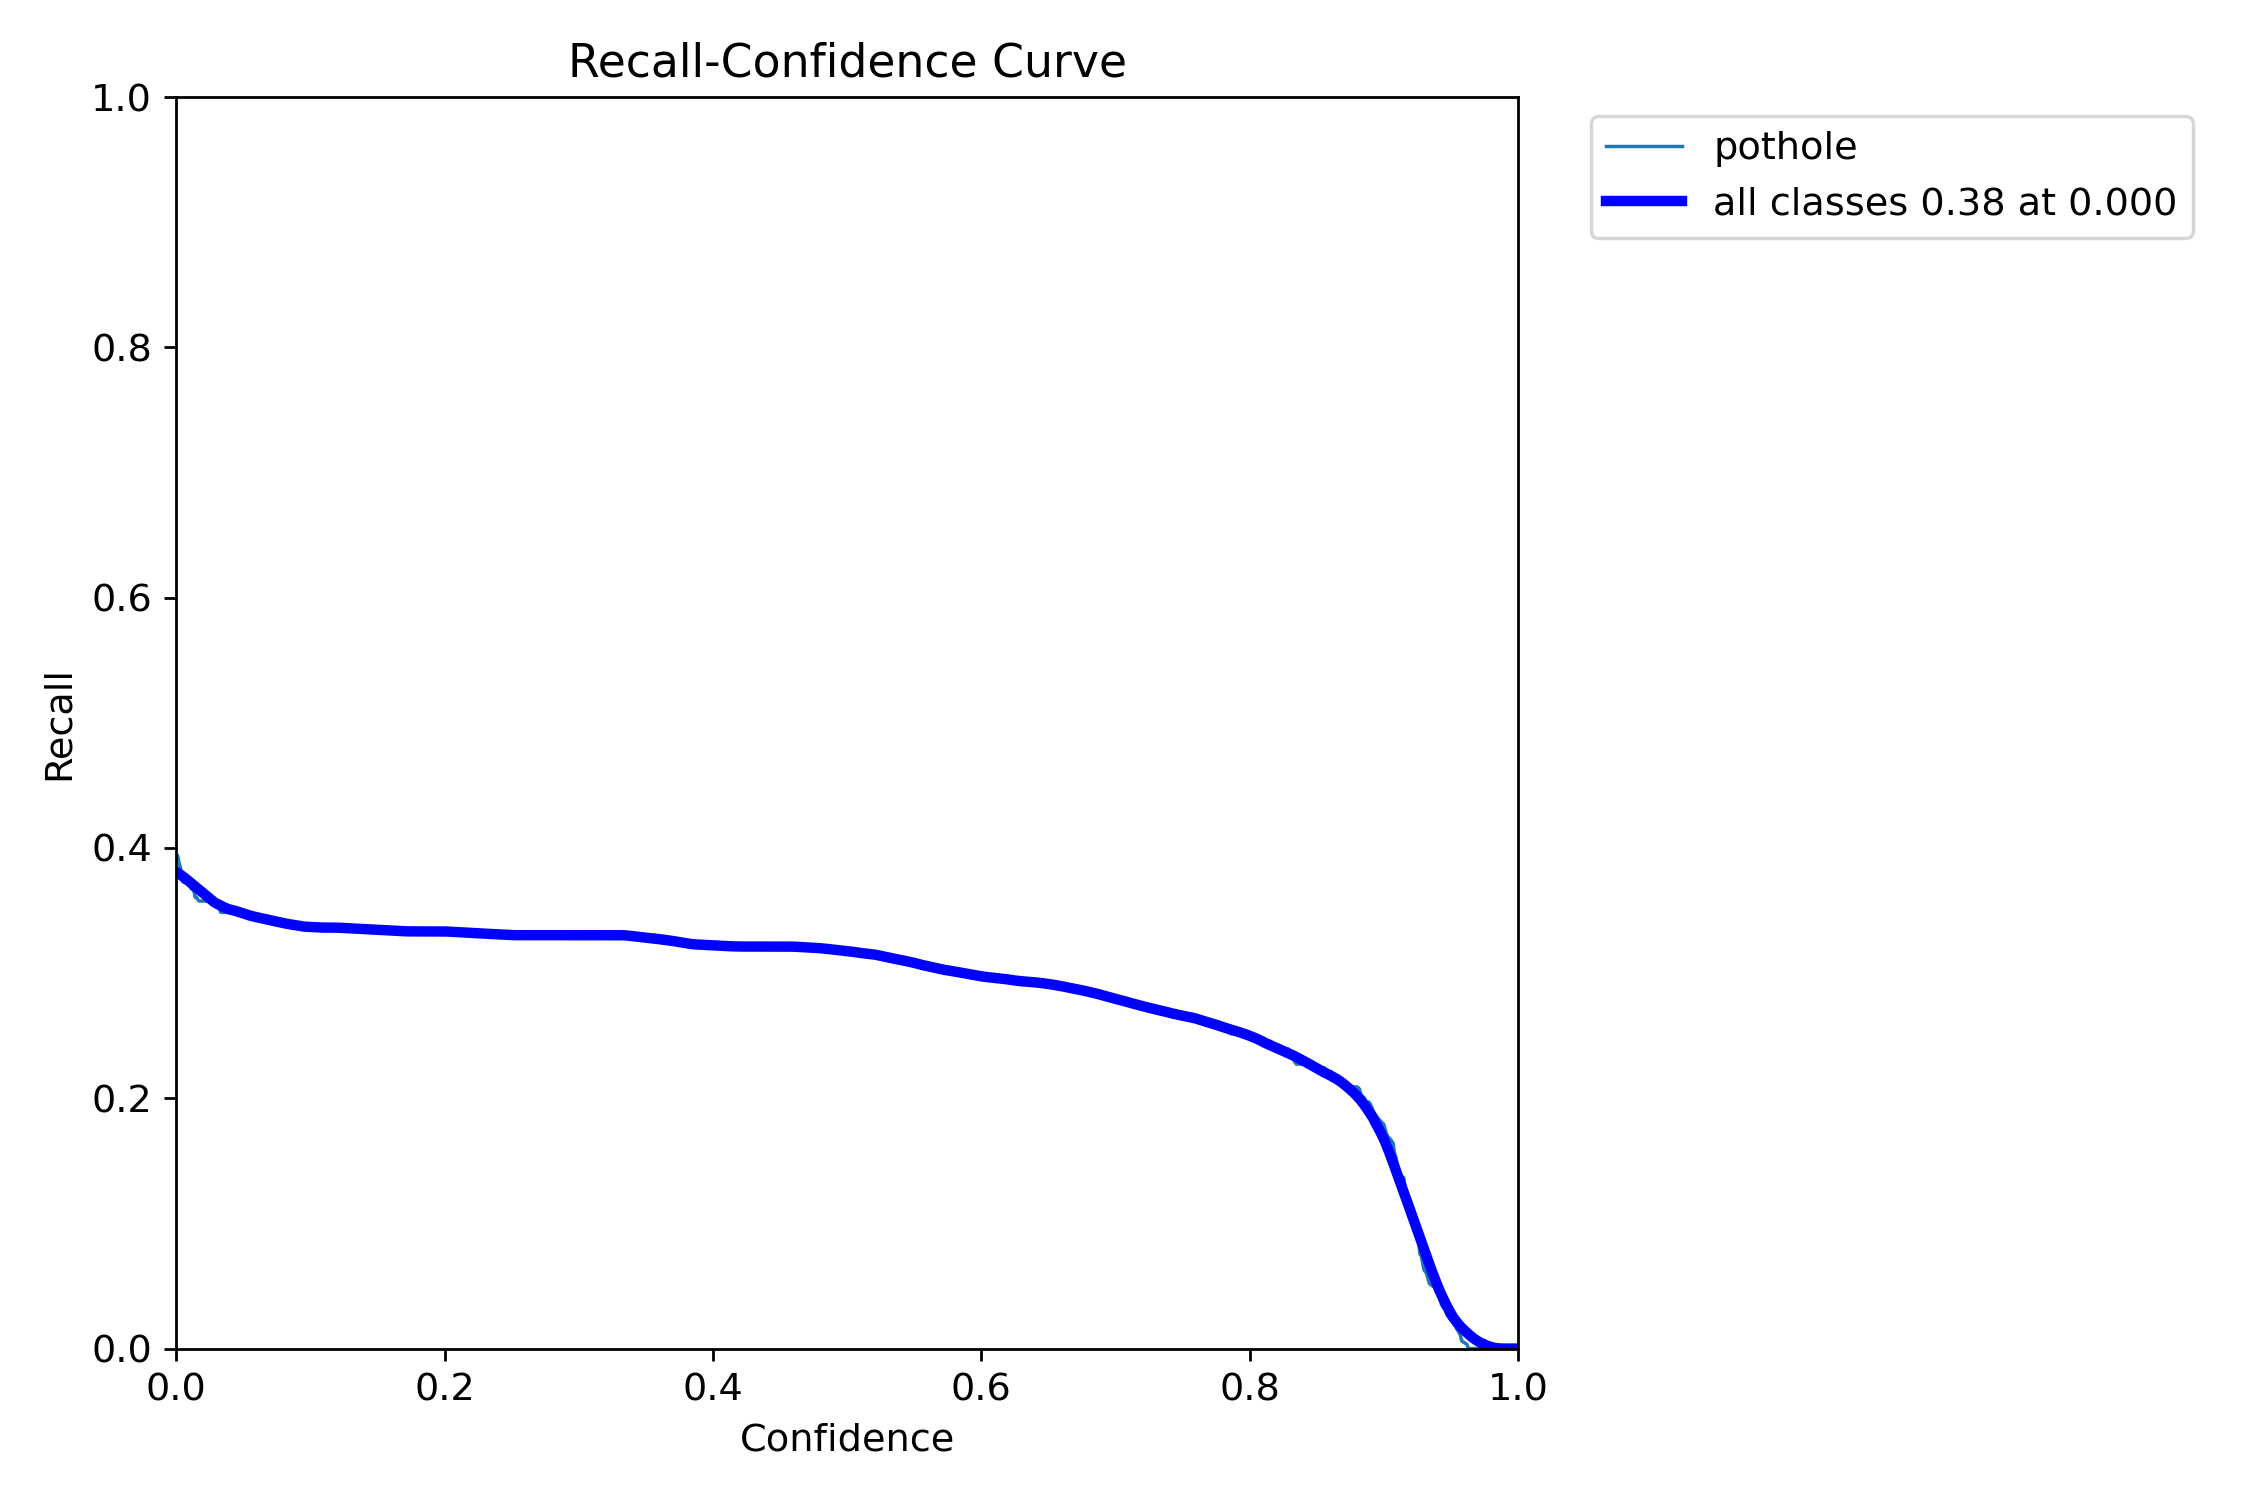 Recall-Confidence Curve
1.0
0.8
0.6
0.4
0.2
0.0
Recall
0.0 0.2 0.4 0.6 0.8 1.0
Confidence
pothole
all classes 0.38 at 0.000